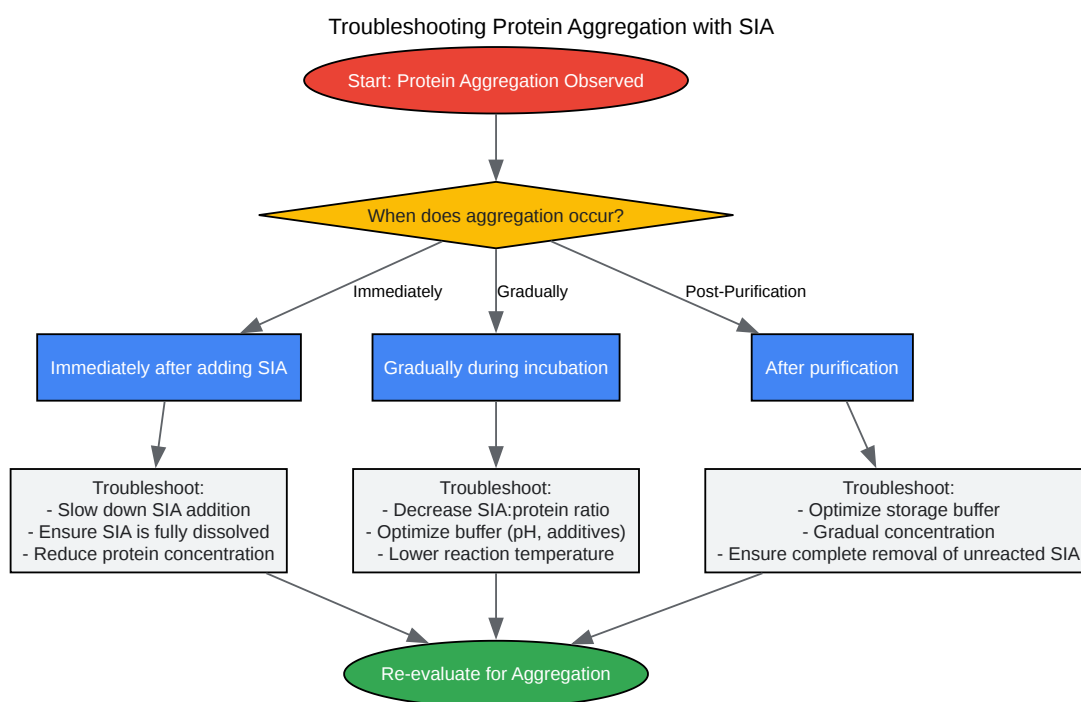 Troubleshooting Protein Aggregation with SIA
Start: Protein Aggregation Observed
When does aggregation occur?
Immediately
Gradually
Post-Purification
Immediately after adding SIA
Gradually during incubation
After purification
Troubleshoot:
- Slow down SIA addition
- Ensure SIA is fully dissolved
- Reduce protein concentration
Troubleshoot:
- Decrease SIA:protein ratio
- Optimize buffer (pH, additives)
- Lower reaction temperature
Troubleshoot:
- Optimize storage buffer
- Gradual concentration
- Ensure complete removal of unreacted SIA
Re-evaluate for Aggregation